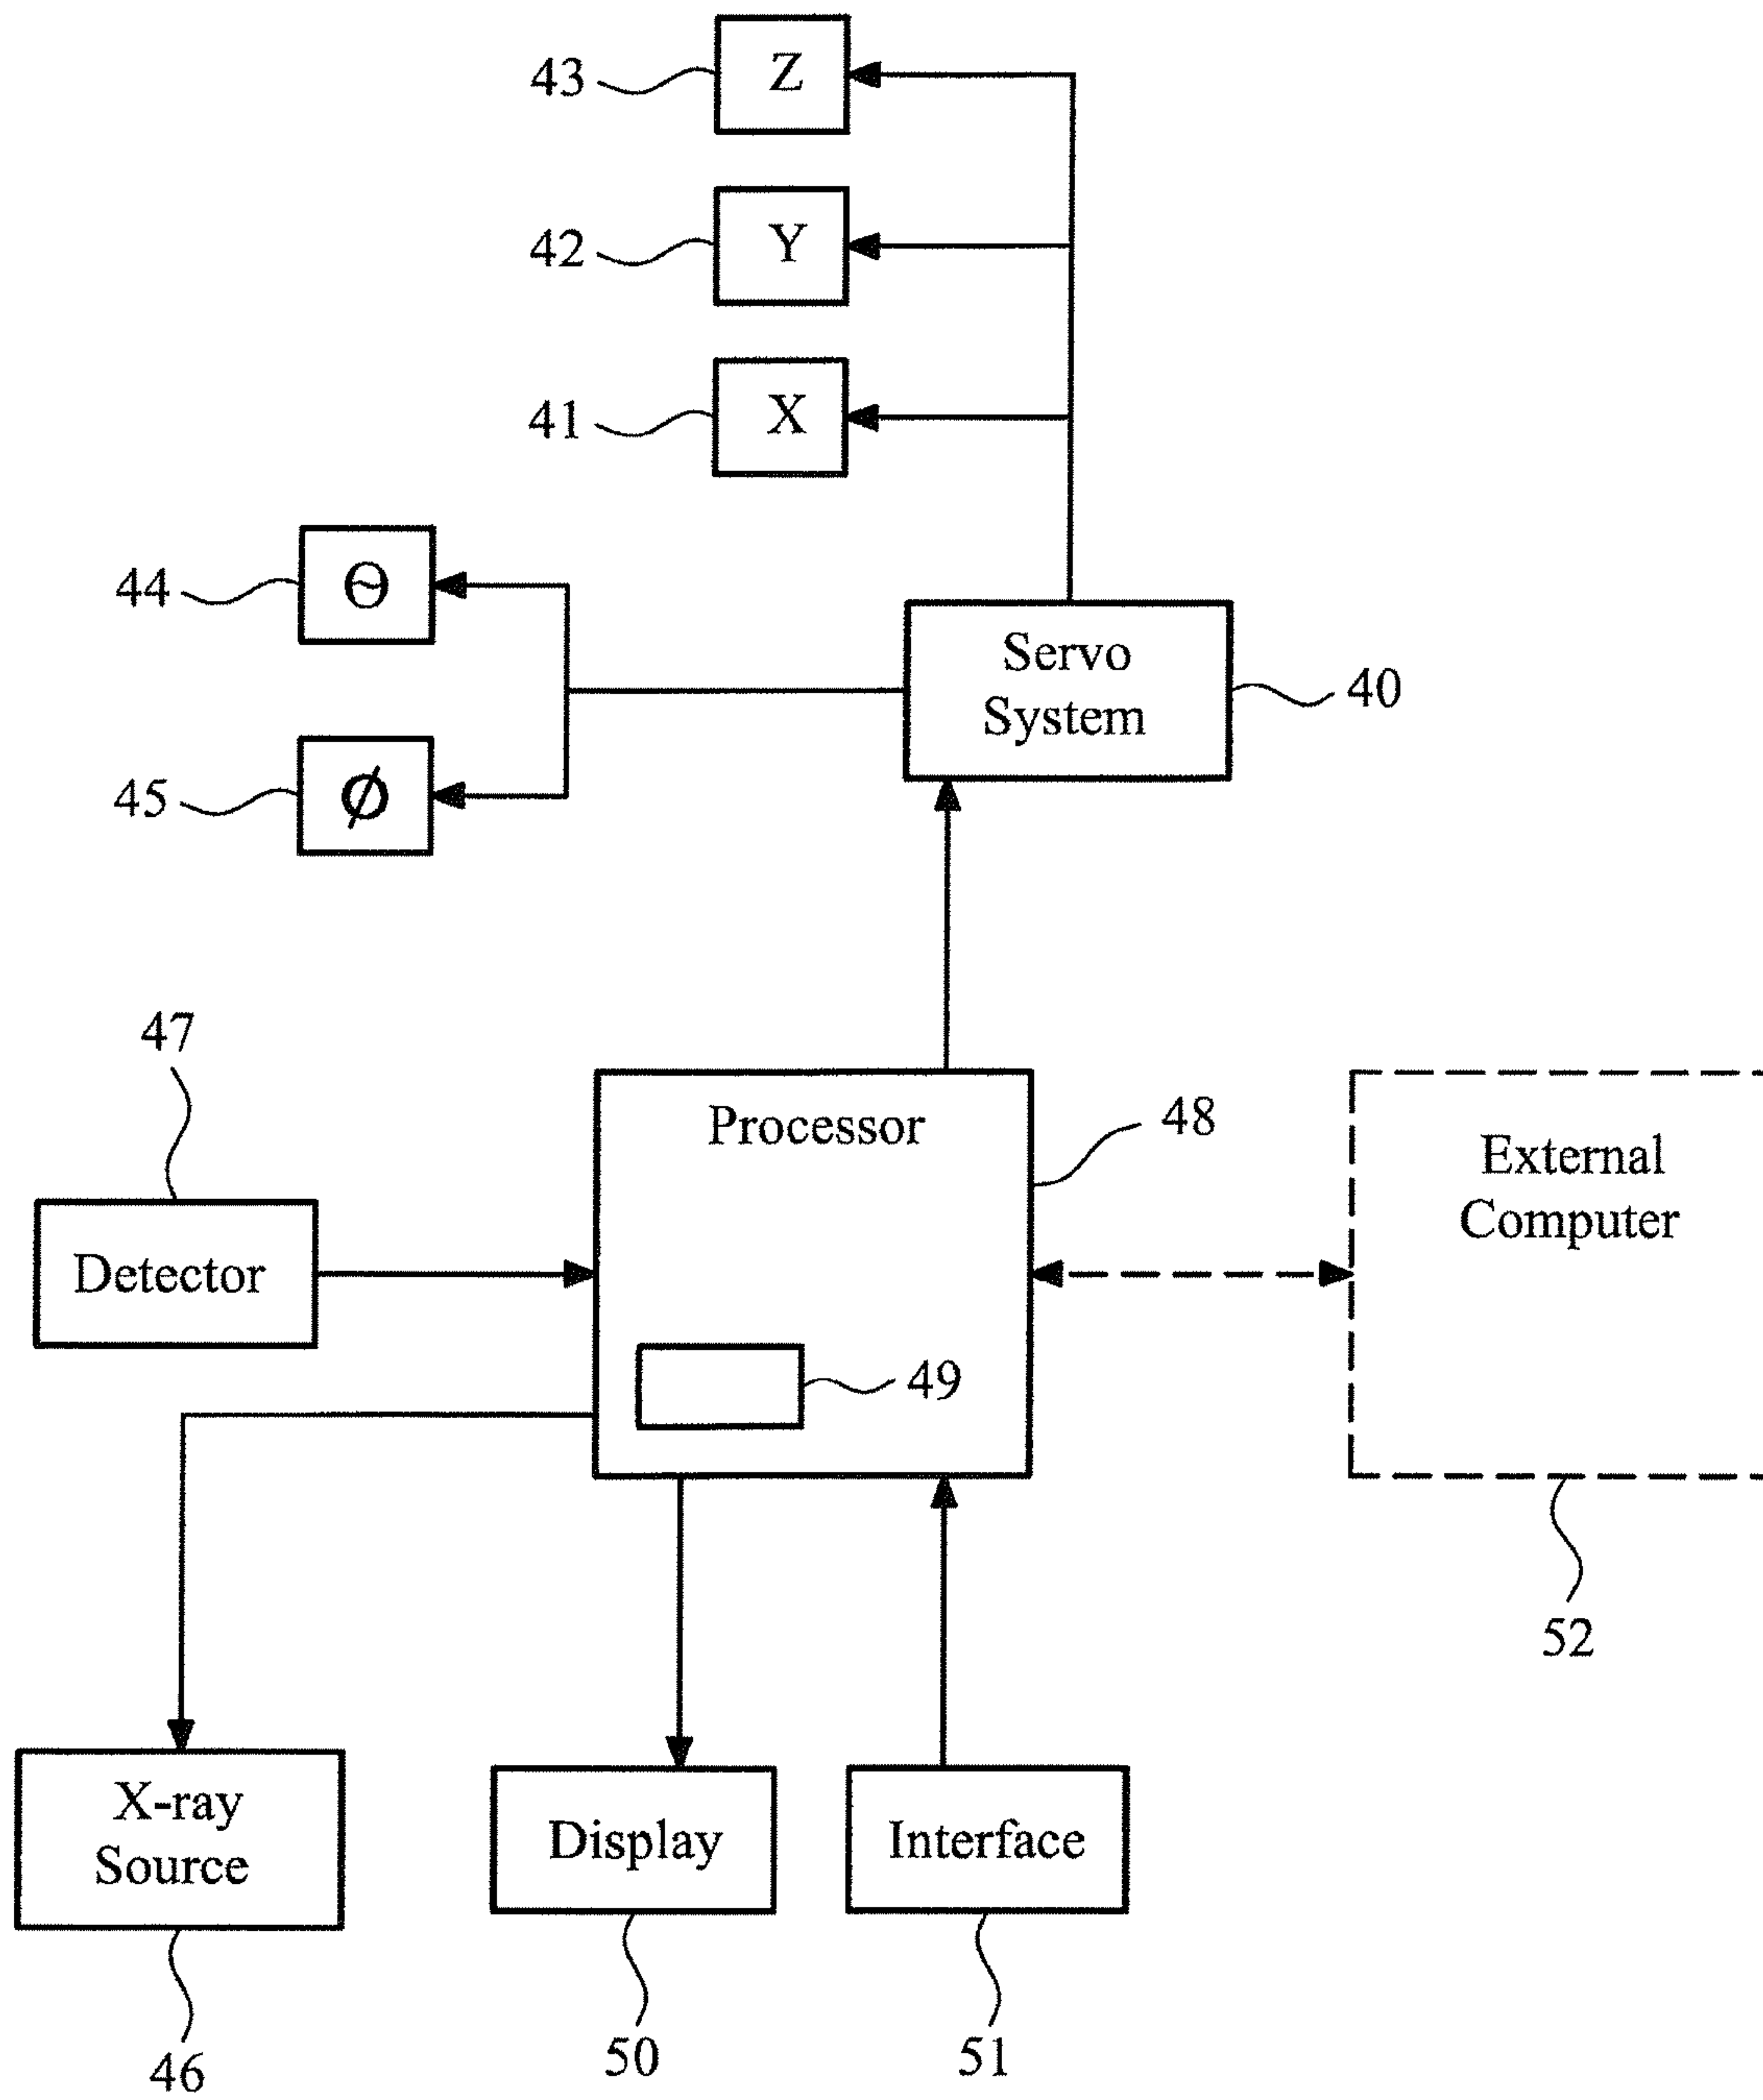 43
Z
42
Y
41
X
44
Θ
45
ϕ
Servo
System
40
47
Processor
48
External
Computer
Detector
49
52
X-ray
Source
Display
Interface
46
50
51